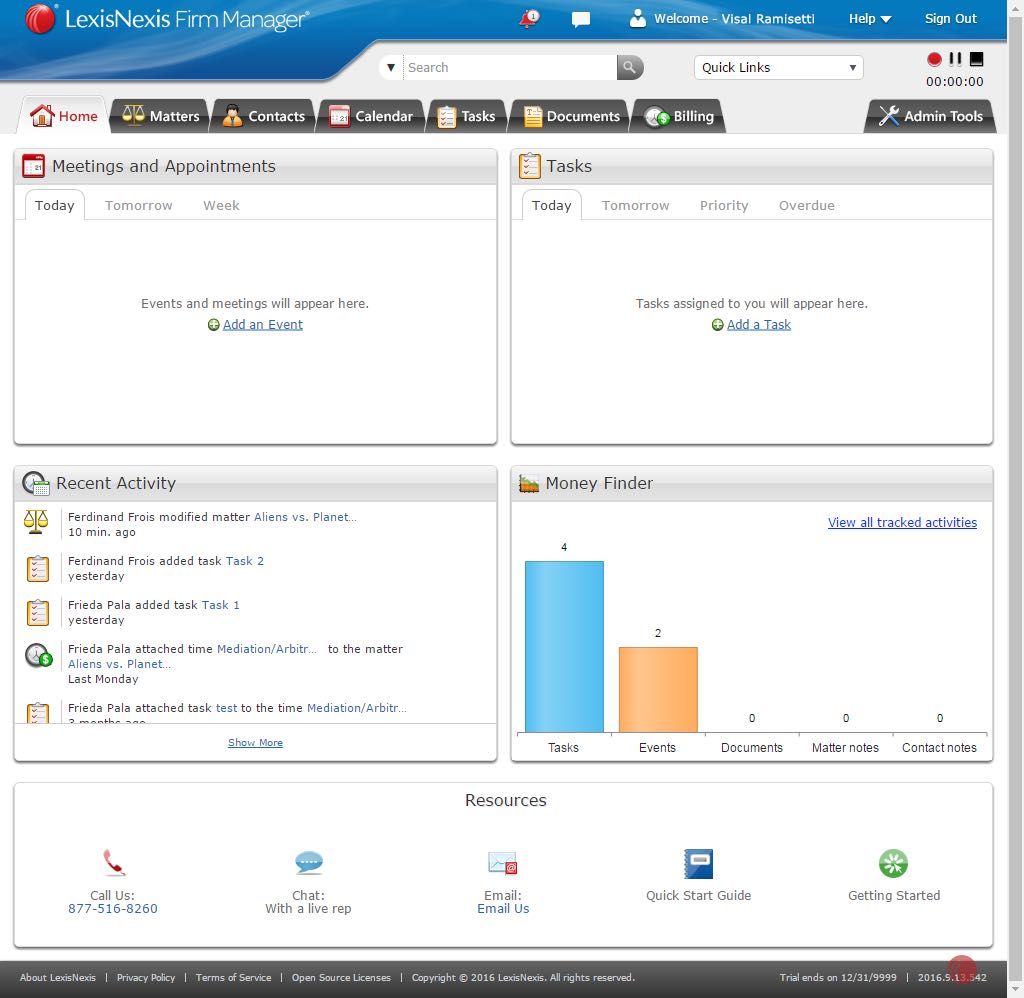 LexisNexis Firm Manager®
1
Welcome - Visal Ramisetti
Help
Sign Out
Search
Quick Links
00:00:00
Home
Matters
Contacts
Calendar
Tasks
Documents
Billing
Admin Tools
Meetings and Appointments
Today Tomorrow Week
Events and meetings will appear here.
Add an Event
Tasks
Today Tomorrow Priority Overdue
Tasks assigned to you will appear here.
Add a Task
Recent Activity
Ferdinand Frois modified matter Aliens vs. Planet...
10 min. ago
Ferdinand Frois added task Task 2
yesterday
Frieda Pala added task Task 1
yesterday
Frieda Pala attached time Mediation/Arbitr... to the matter
Aliens vs. Planet...
Last Monday
Frieda Pala attached task test to the time Mediation/Arbitr...
3 months ago
Show More
Money Finder
View all tracked activities
4
2
0
0
0
Tasks Events Documents Matter notes Contact notes
Resources
Call Us:
877-516-8260
Chat:
With a live rep
Email:
Email Us
Quick Start Guide
Getting Started
About LexisNexis | Privacy Policy | Terms of Service | Open Source Licenses | Copyright © 2016 LexisNexis. All rights reserved.
Trial ends on 12/31/9999 | 2016.9.13.542